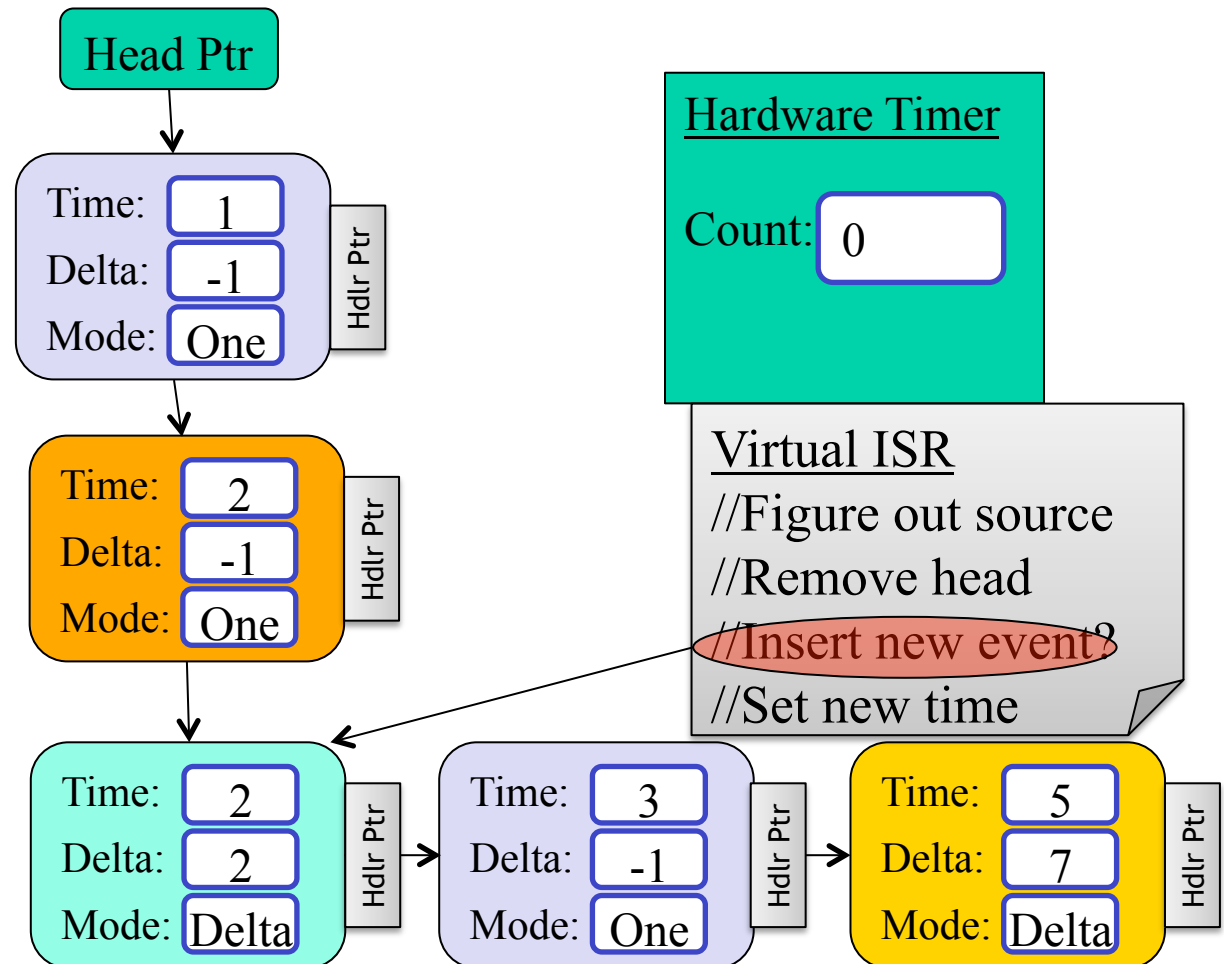 Head Ptr
Time: 1
Delta: -1
Mode: One
Hdlr Ptr
Hardware Timer
Count: 0
Time: 2
Delta: -1
Mode: One
Hdlr Ptr
Virtual ISR
//Figure out source
//Remove head
//Insert new event?
//Set new time
Time: 2
Delta: 2
Mode: Delta
Hdlr Ptr
Time: 3
Delta: -1
Mode: One
Hdlr Ptr
Time: 5
Delta: 7
Mode: Delta
Hdlr Ptr